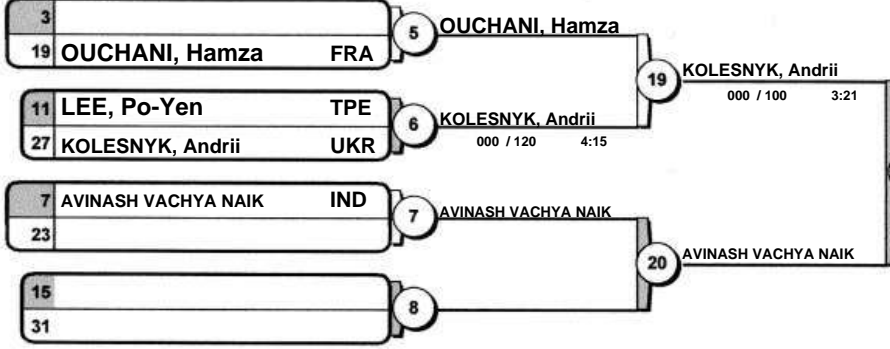 3
19 OUCHANI, Hamza FRA
5
OUCHANI, Hamza
11 LEE, Po-Yen TPE
27 KOLESNYK, Andrii UKR
6
KOLESNYK, Andrii
000 / 120 4:15
19
KOLESNYK, Andrii
000 / 100 3:21
7 AVINASH VACHYA NAIK IND
23
7
AVINASH VACHYA NAIK
15
31
8
20
AVINASH VACHYA NAIK